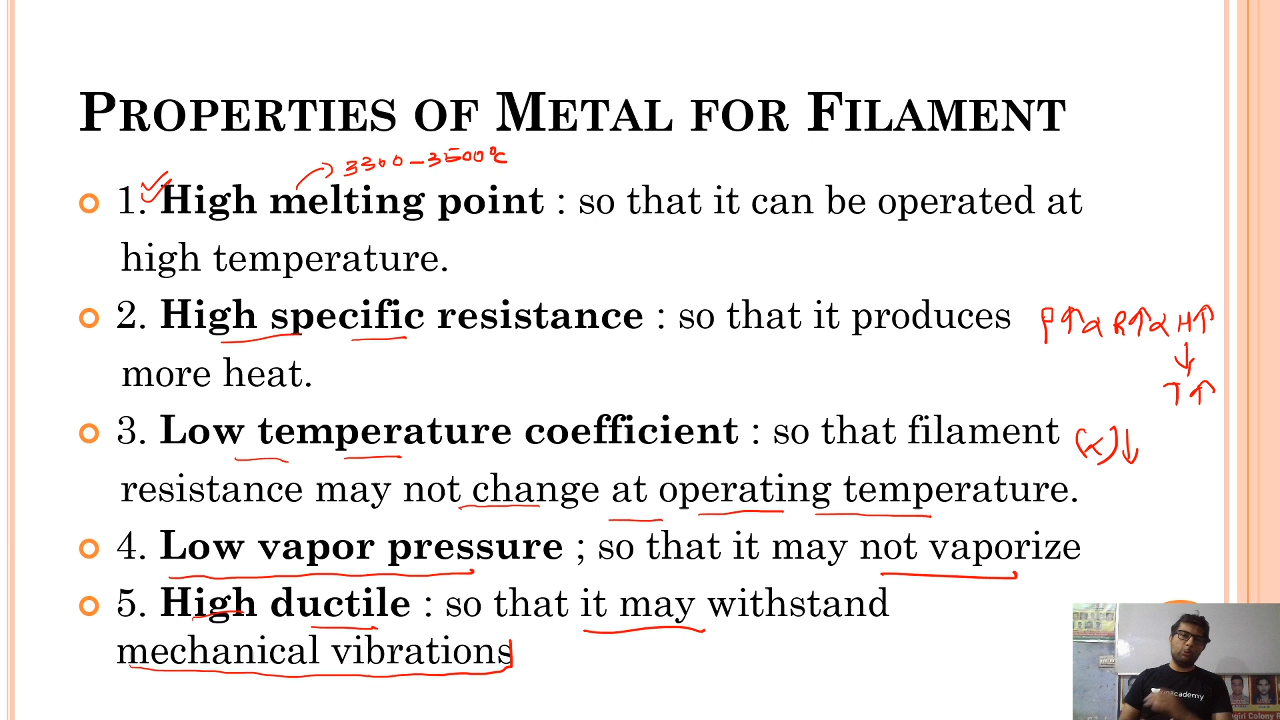 PROPERTIES OF METAL FOR FILAMENT
3300-3500°C
1. High melting point : so that it can be operated at
high temperature.
2. High specific resistance : so that it produces
ρ↑ α R↑ α H↑
more heat.
↓
T↑
3. Low temperature coefficient : so that filament
(α)↓
resistance may not change at operating temperature.
4. Low vapor pressure ; so that it may not vaporize
5. High ductile : so that it may withstand
mechanical vibrations
unacademy
giri Colony